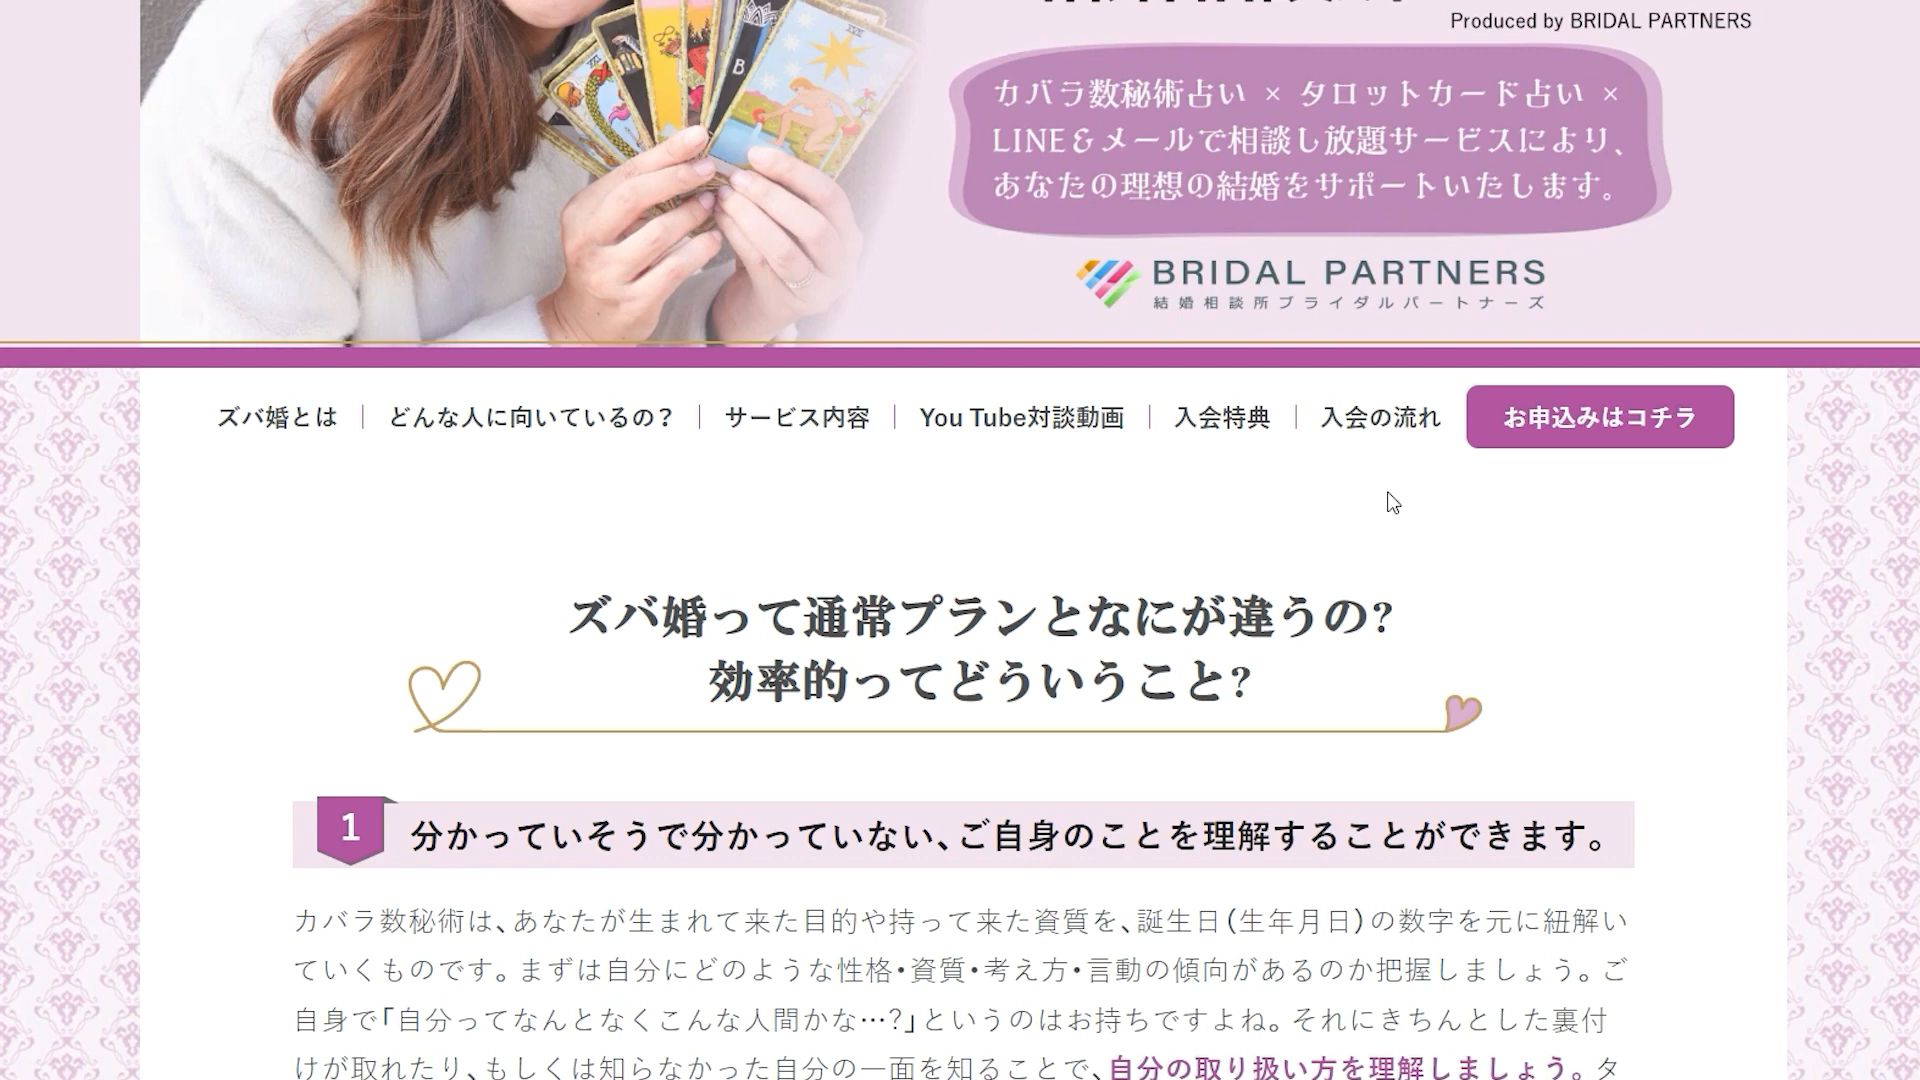 Produced by BRIDAL PARTNERS
カバラ数秘術占い × タロットカード占い ×
LINE&メールで相談し放題サービスにより、
あなたの理想の結婚をサポートいたします。
BRIDAL PARTNERS
結婚相談所ブライダルパートナーズ
ズバ婚とは
どんな人に向いているの？
サービス内容
You Tube対談動画
入会特典
入会の流れ
お申込みはコチラ
ズバ婚って通常プランとなにが違うの?
効率的ってどういうこと?
1
分かっていそうで分かっていない、ご自身のことを理解することができます。
カバラ数秘術は、あなたが生まれて来た目的や持って来た資質を、誕生日(生年月日)の数字を元に紐解い
ていくものです。まずは自分にどのような性格・資質・考え方・言動の傾向があるのか把握しましょう。ご
自身で「自分ってなんとなくこんな人間かな…?」というのはお持ちですよね。それにきちんとした裏付
けが取れたり、もしくは知らなかった自分の一面を知ることで、自分の取り扱い方を理解しましょう。タ